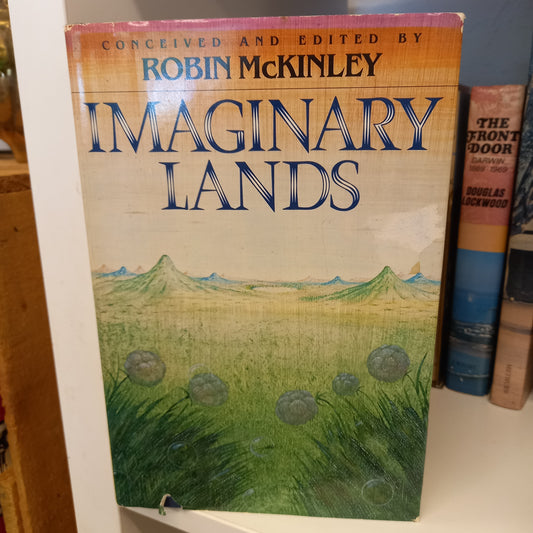 CONCEIVED AND EDITED BY
ROBIN McKINLEY
IMAGINARY
LANDS
THE
FRONT
DOOR
DARWIN
1869 1969
DOUGLAS
LOCKWOOD